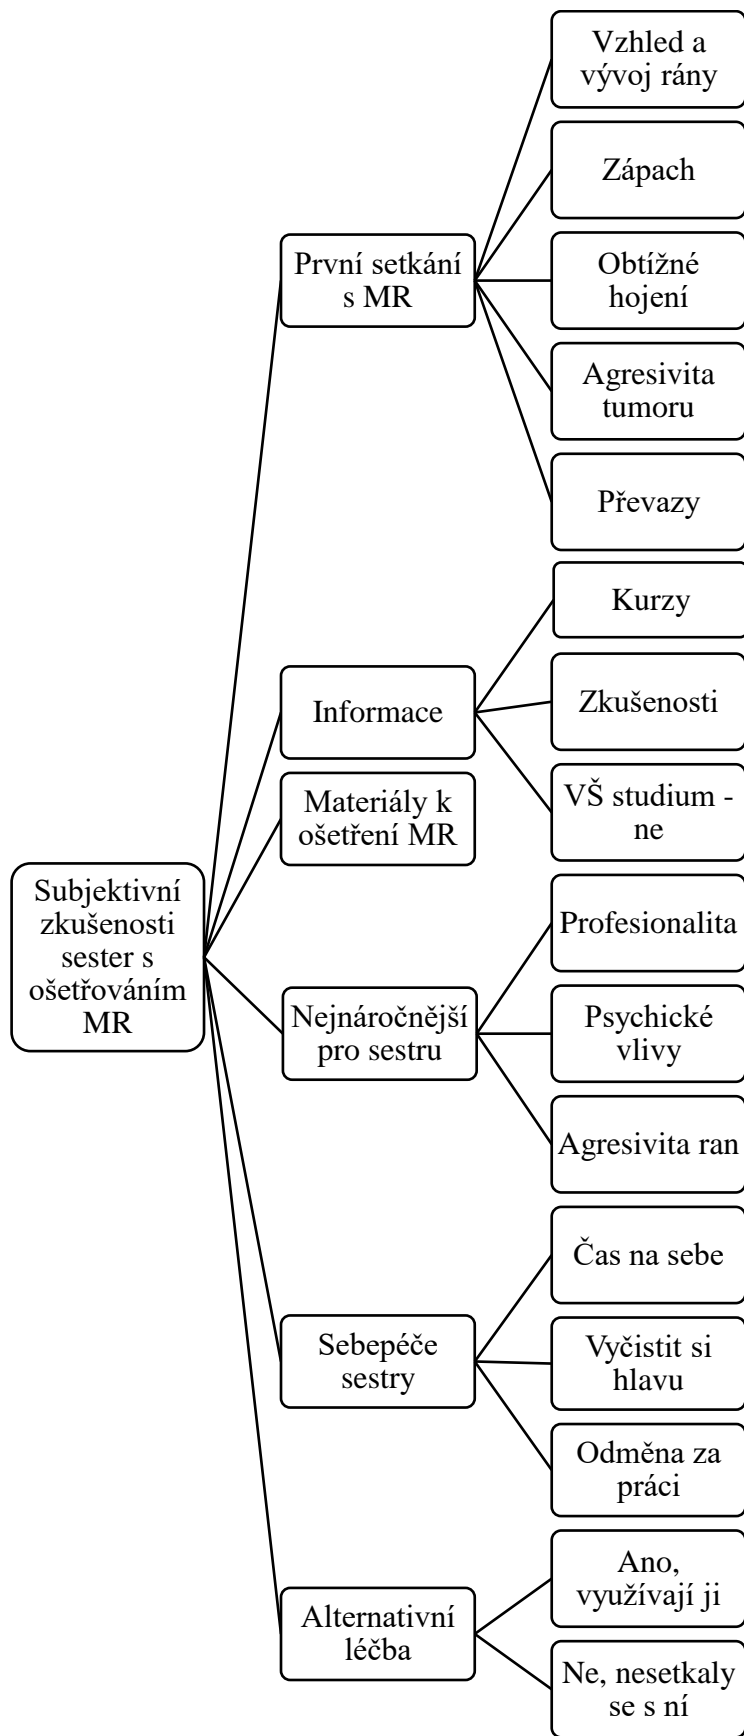 Subjektivní
zkušenosti
sester s
ošetřováním
MR
První setkání
s MR
Vzhled a
vývoj rány
Zápach
Obtížné
hojení
Agresivita
tumoru
Převazy
Informace
Kurzy
Zkušenosti
VŠ studium -
ne
Materiály k
ošetření MR
Nejnáročnější
pro sestru
Profesionalita
Psychické
vlivy
Agresivita ran
Sebepéče
sestry
Čas na sebe
Vyčistit si
hlavu
Odměna za
práci
Alternativní
léčba
Ano,
využívají ji
Ne, nesetkaly
se s ní